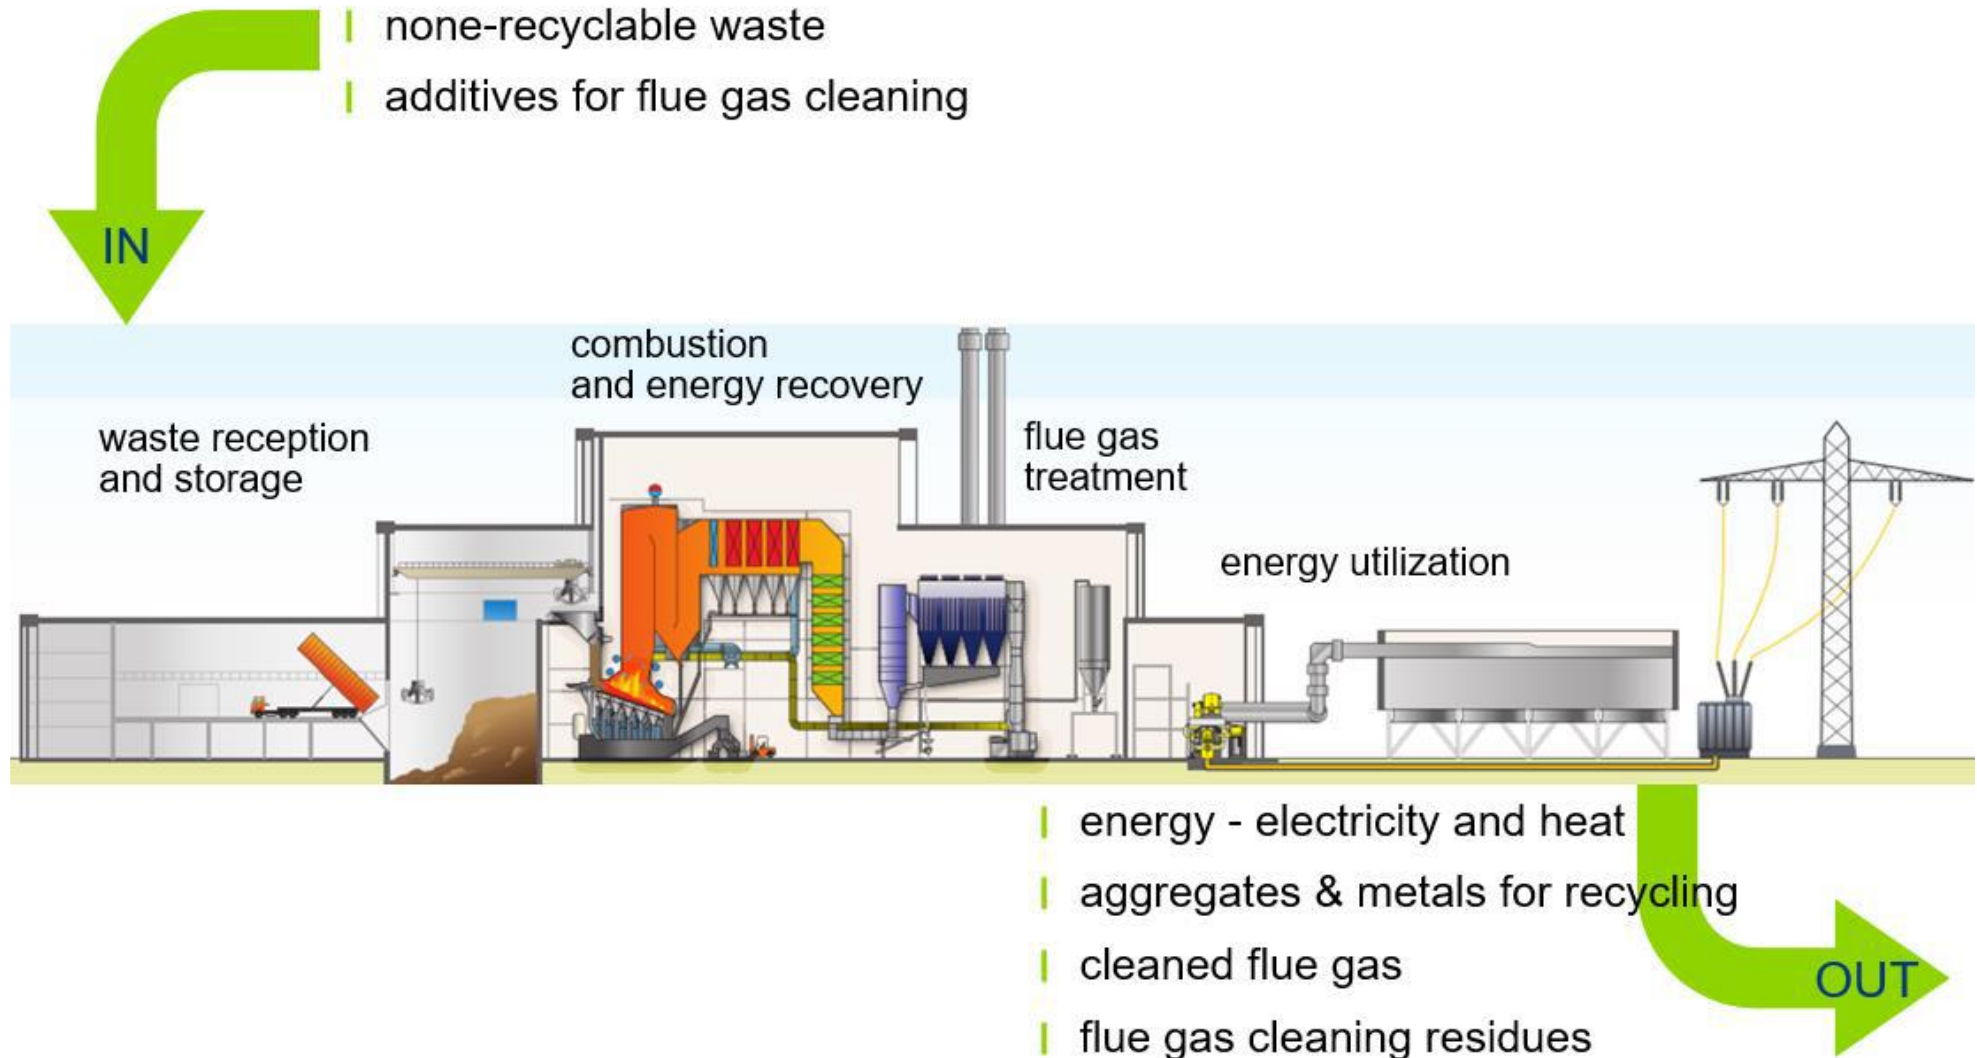 none-recyclable waste
additives for flue gas cleaning
IN
combustion
and energy recovery
waste reception
and storage
flue gas
treatment
energy utilization
energy - electricity and heat
aggregates & metals for recycling
cleaned flue gas
OUT
flue gas cleaning residues